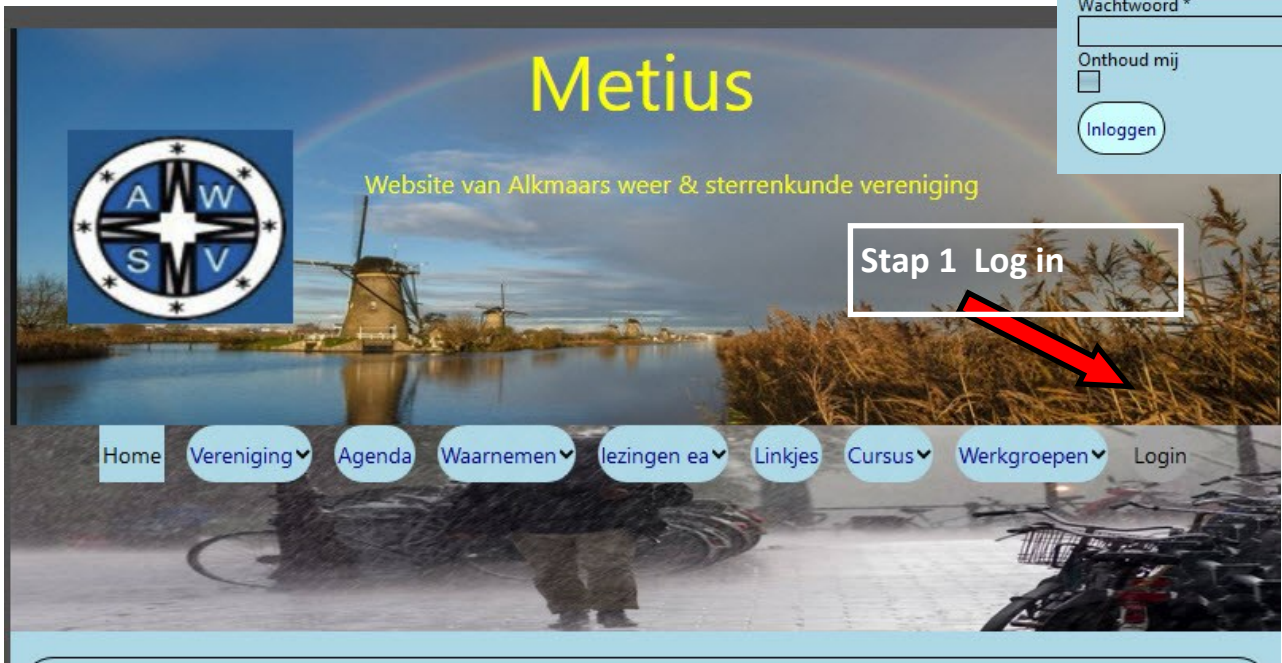 Wachtwoord *
Onthoud mij
Inloggen
Metius
Website van Alkmaars weer & sterrenkunde vereniging
A W
S V
Stap 1 Log in
Home Vereniging Agenda Waarnemen lezingen ea Linkjes Cursus Werkgroepen Login